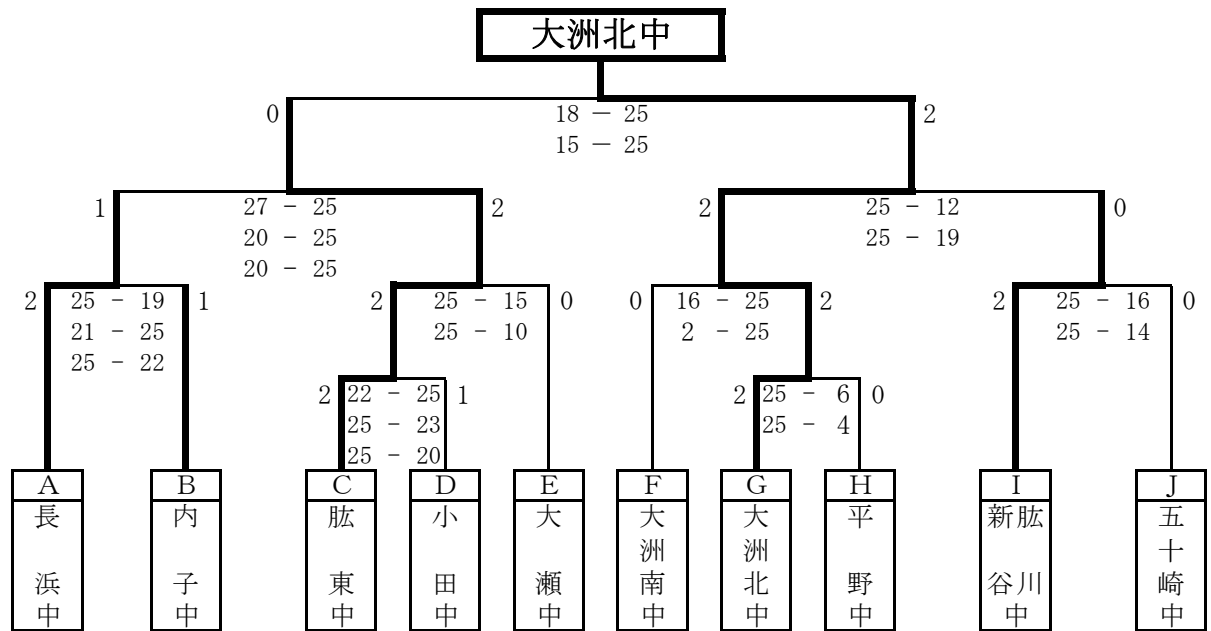 大洲北中
0
18 － 25
2
15 － 25
1
27 - 25
2
2
25 - 12
0
20 - 25
25 - 19
20 - 25
2
25 - 19
1
2
25 - 15
0
0
16 - 25
2
2
25 - 16
0
21 - 25
25 - 10
2 - 25
25 - 14
25 - 22
2
22 - 25
1
2
25 - 6
0
25 - 23
25 - 4
25 - 20
A
長浜中
B
内子中
C
肱東中
D
小田中
E
大瀬中
F
大洲南中
G
大洲北中
H
平野中
I
肱川
新谷
中
J
五十崎中